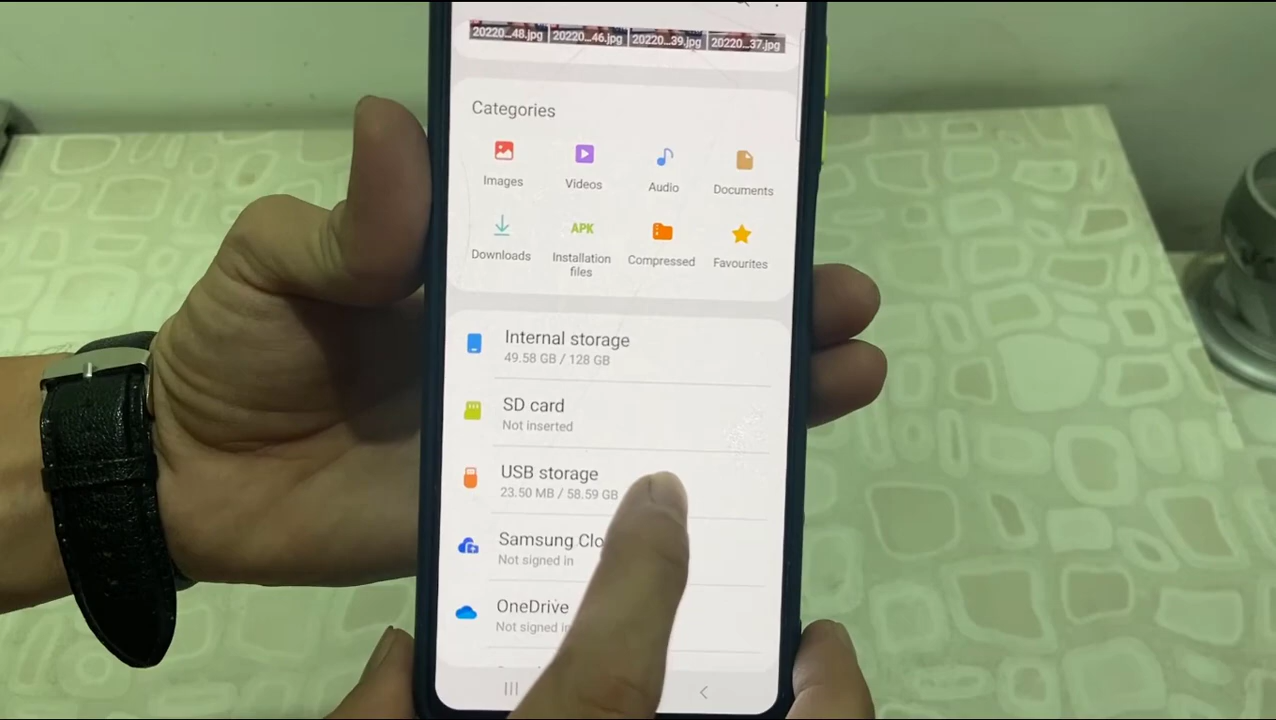 20220...48.jpg 20220...46.jpg 20220...39.jpg 20220...37.jpg
Categories
Images Videos Audio Documents
Downloads APK Installation files Compressed Favourites
Internal storage
49.58 GB / 128 GB
SD card
Not inserted
USB storage
23.50 MB / 58.59 GB
Samsung Clo
Not signed in
OneDrive
Not signed in